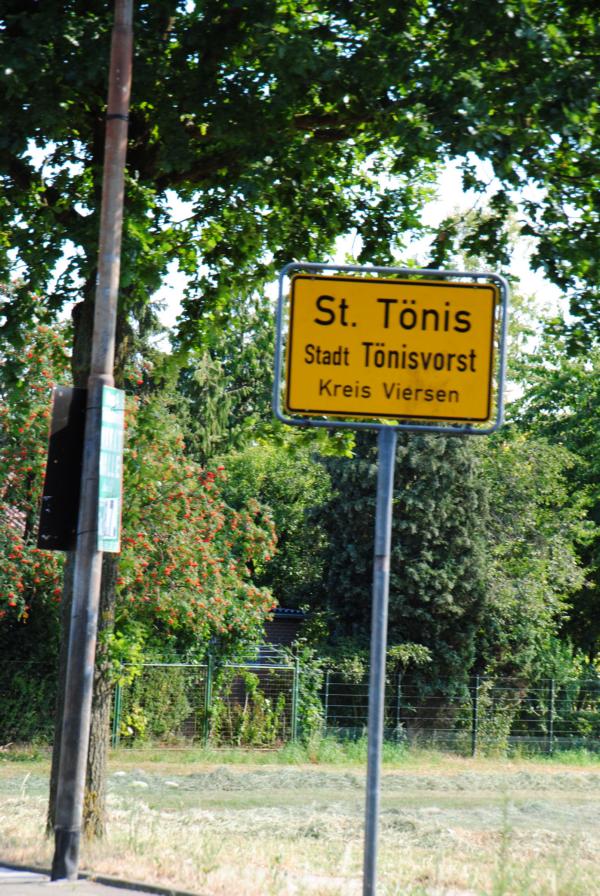 St. Tönis
Stadt Tönisvorst
Kreis Viersen